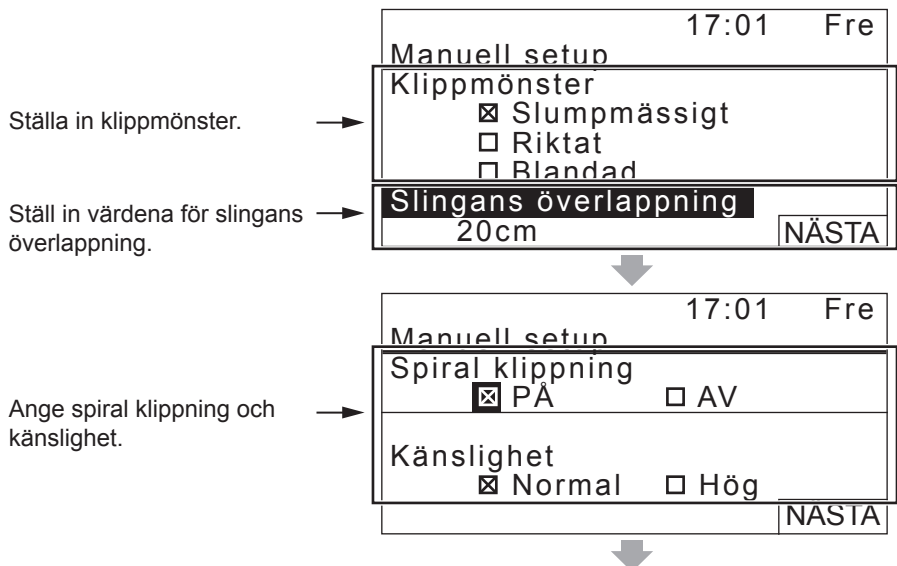 17:01 Fre
Manuell setup
Ställa in klippmönster.
Klippmönster
Slumpmässigt
Riktat
Blandad
Ställ in värdena för slingans
överlappning.
Slingans överlappning
20cm
NÄSTA
17:01 Fre
Manuell setup
Ange spiral klippning och
känslighet.
Spiral klippning
PÅ AV
Känslighet
Normal Hög
NÄSTA